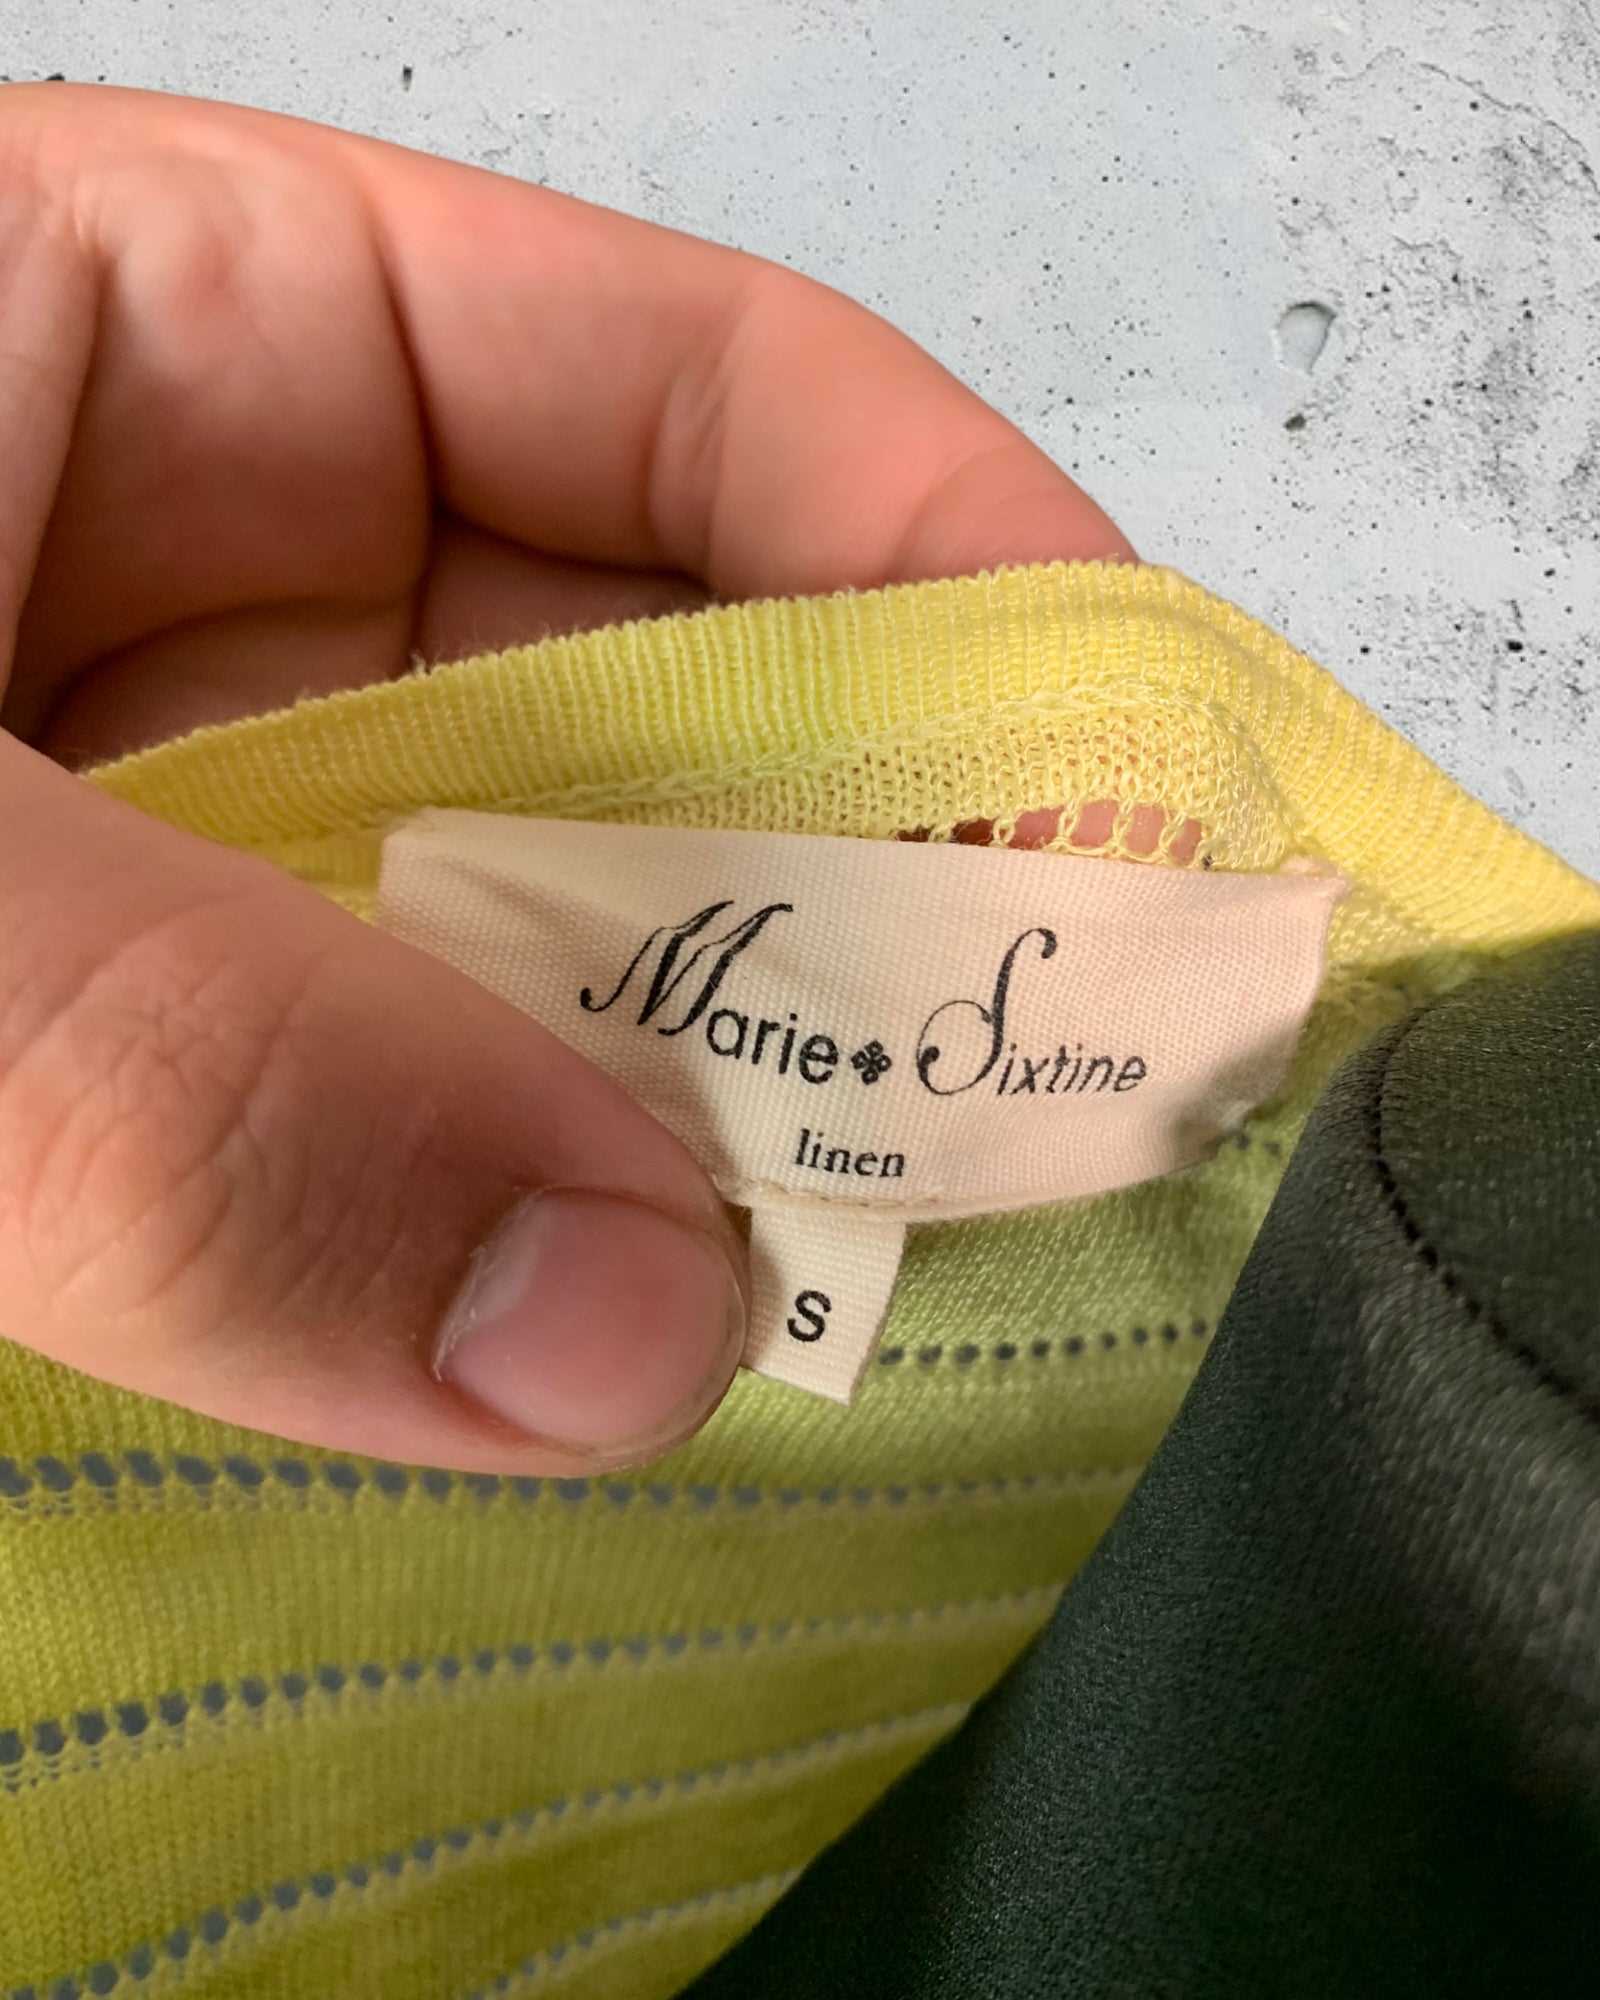 Marie Sixtine
linen
S